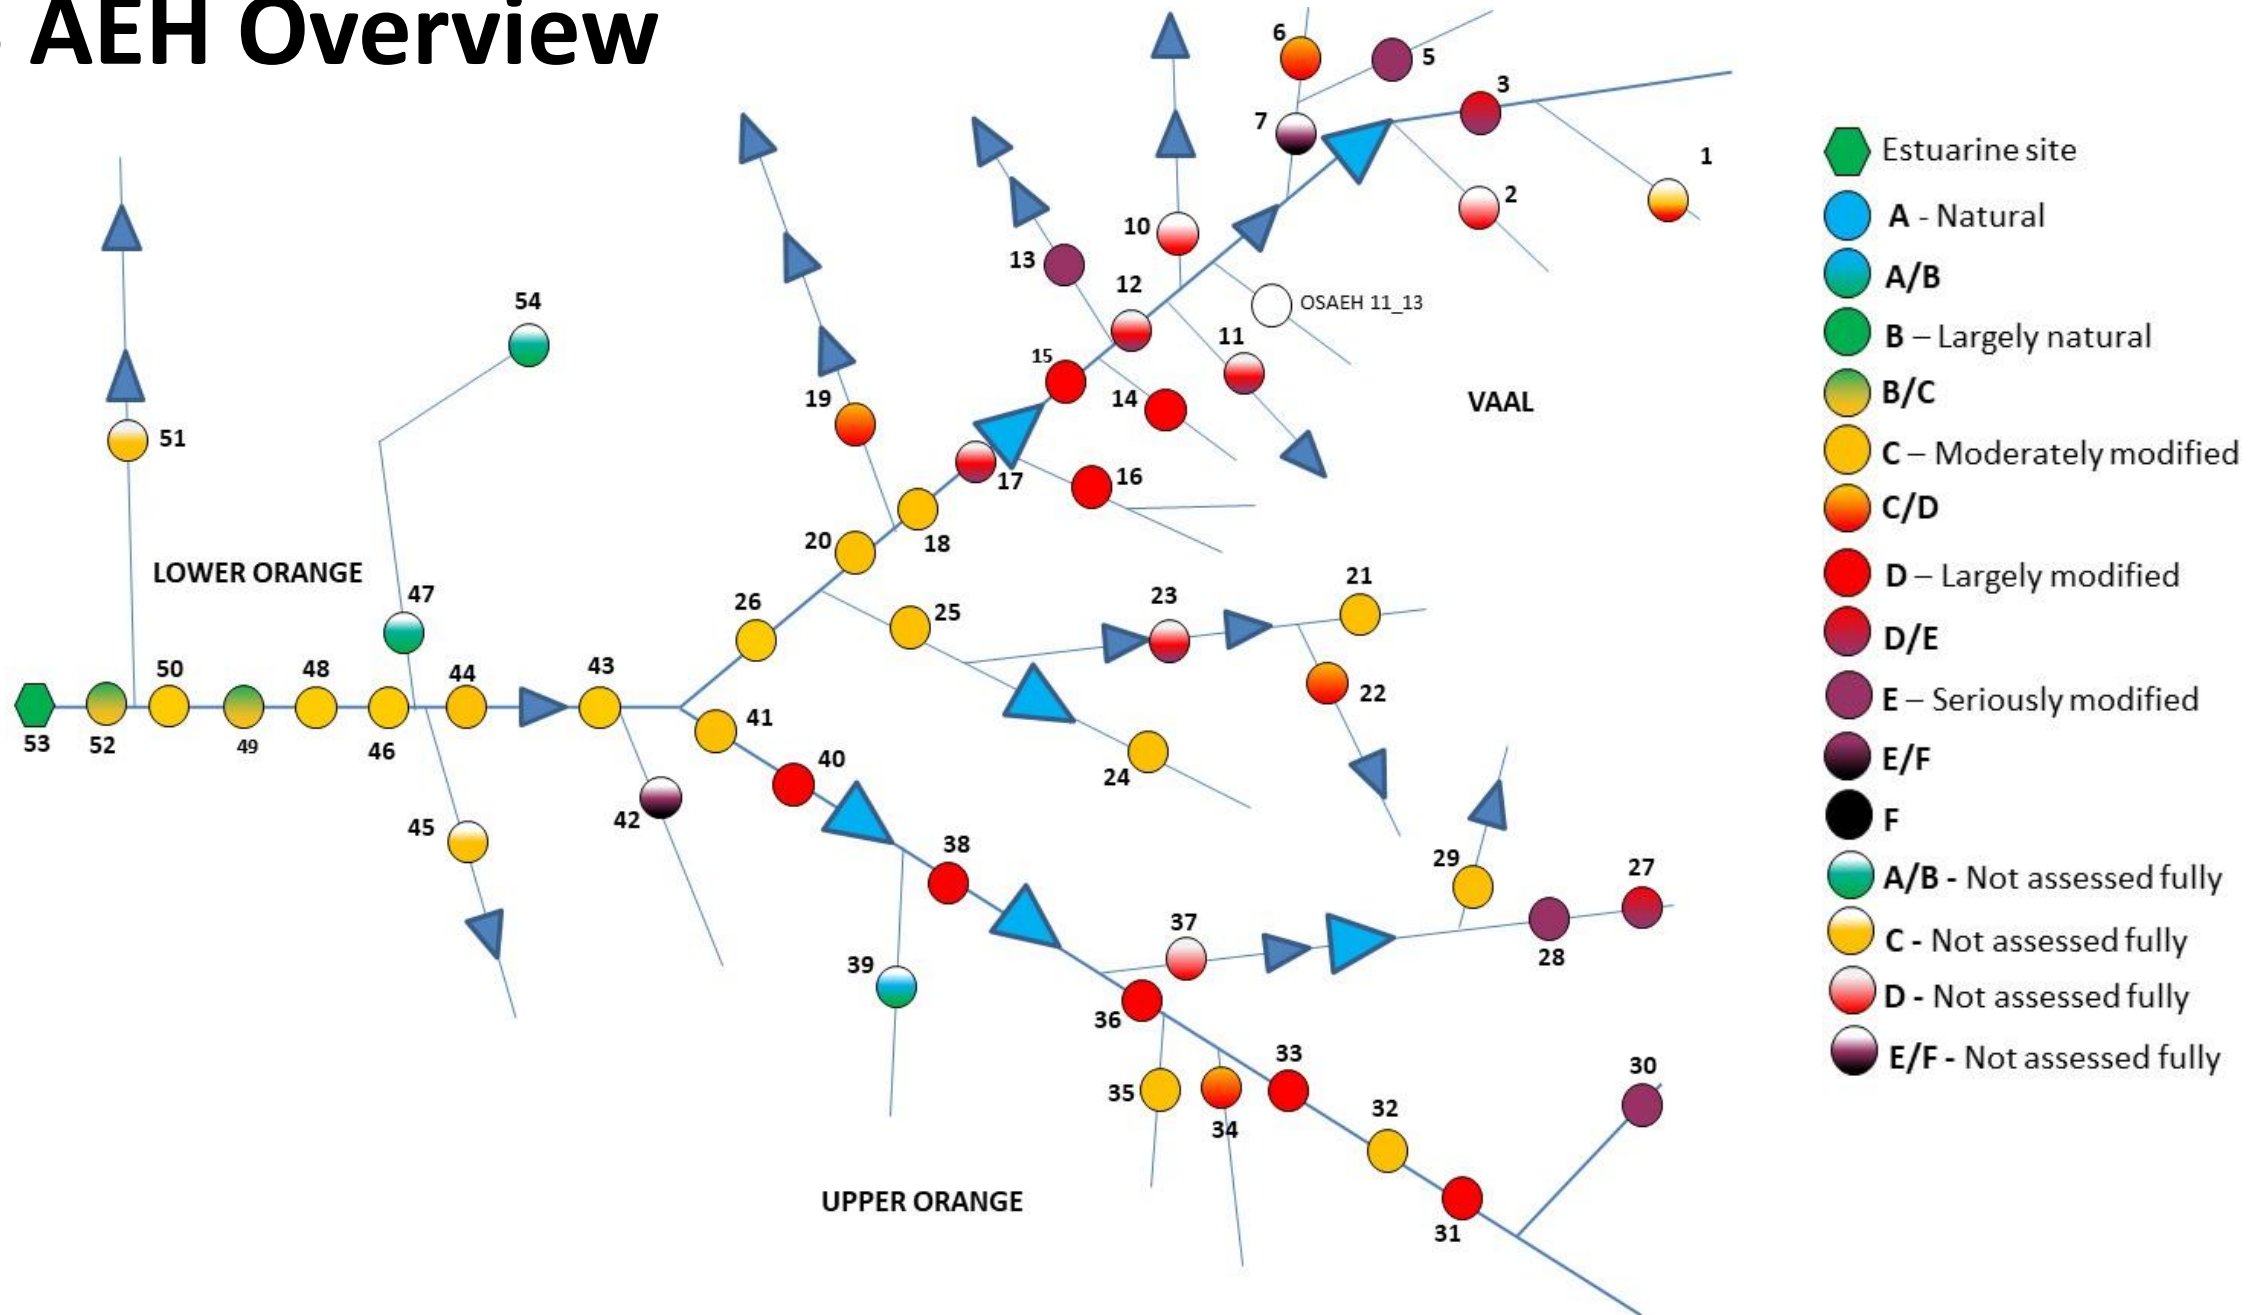 AEH Overview
6
5
3
7
1
2
10
13
12
OSAEH 11_13
11
15
14
VAAL
54
19
51
17
16
20
18
LOWER ORANGE
21
23
47
26
25
22
50
48
44
43
41
24
53
52
49
46
40
42
45
38
29
27
37
28
39
36
33
30
35
32
34
UPPER ORANGE
31
Estuarine site
A - Natural
A/B
B – Largely natural
B/C
C – Moderately modified
C/D
D – Largely modified
D/E
E – Seriously modified
E/F
F
A/B - Not assessed fully
C - Not assessed fully
D - Not assessed fully
E/F - Not assessed fully